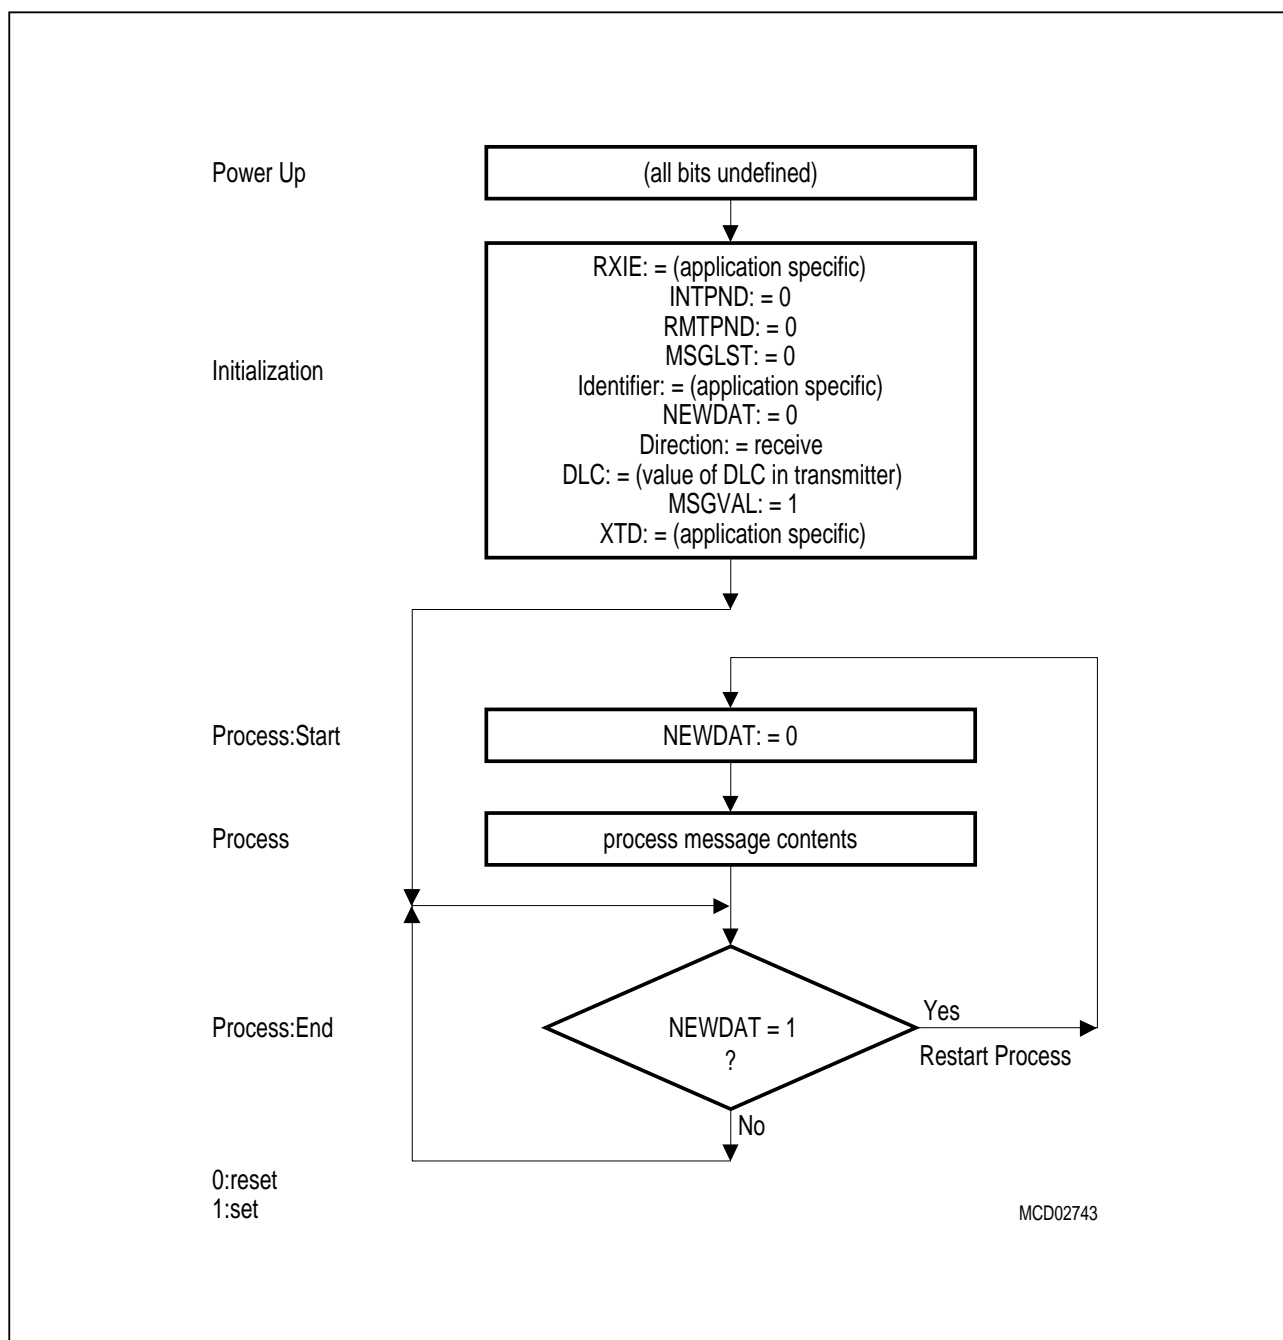 Power Up
(all bits undefined)
Initialization
RXIE: = (application specific)
INTPND: = 0
RMTPND: = 0
MSGLST: = 0
Identifier: = (application specific)
NEWDAT: = 0
Direction: = receive
DLC: = (value of DLC in transmitter)
MSGVAL: = 1
XTD: = (application specific)
Process:Start
NEWDAT: = 0
Process
process message contents
Process:End
NEWDAT = 1
?
Yes
Restart Process
No
0:reset
1:set
MCD02743